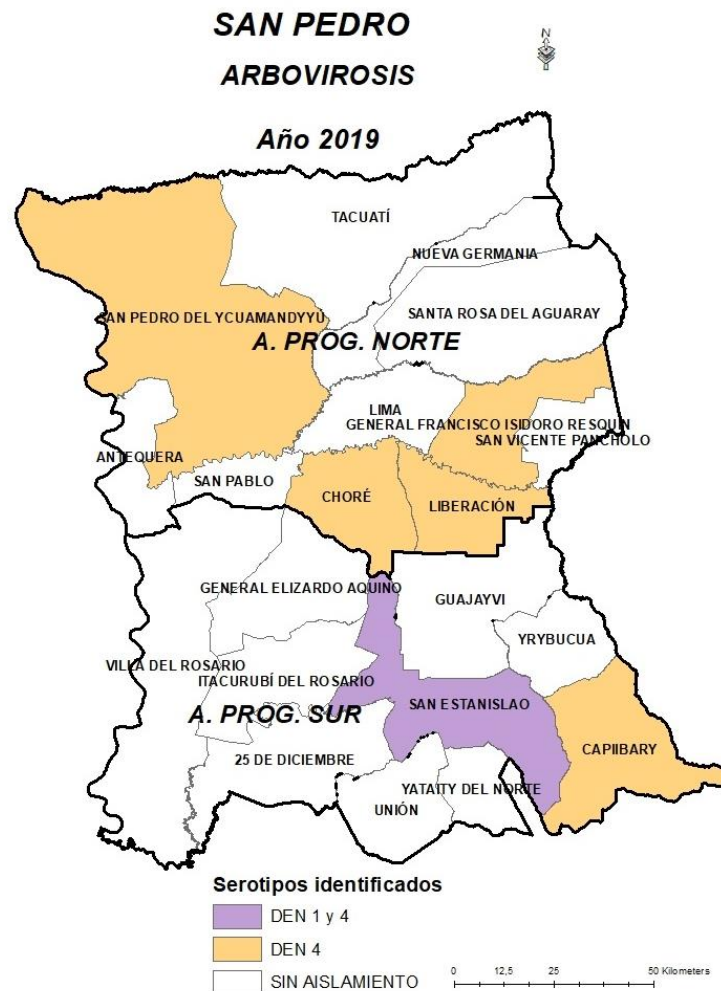 SAN PEDRO
ARBOVIROSIS
N
Año 2019
TACUATÍ
NUEVA GERMANIA
SAN PEDRO DEL YCUAMANDYYÚ
SANTA ROSA DEL AGUARAY
A. PROG. NORTE
LIMA
GENERAL FRANCISCO ISIDORO RESQUIN
SAN VICENTE PANCHOLO
ANTEQUERA
SAN PABLO
CHORÉ
LIBERACIÓN
GENERAL ELIZARDO AQUINO
GUAJAYVI
YRYBUCUA
VILLA DEL ROSARIO
ITACURUBÍ DEL ROSARIO
SAN ESTANISLAO
A. PROG. SUR
CAPIIBARY
25 DE DICIEMBRE
YATAITY DEL NORTE
UNIÓN
Serotipos identificados
DEN 1 y 4
DEN 4
SIN AISLAMIENTO
0 12,5 25 50 Kilometers